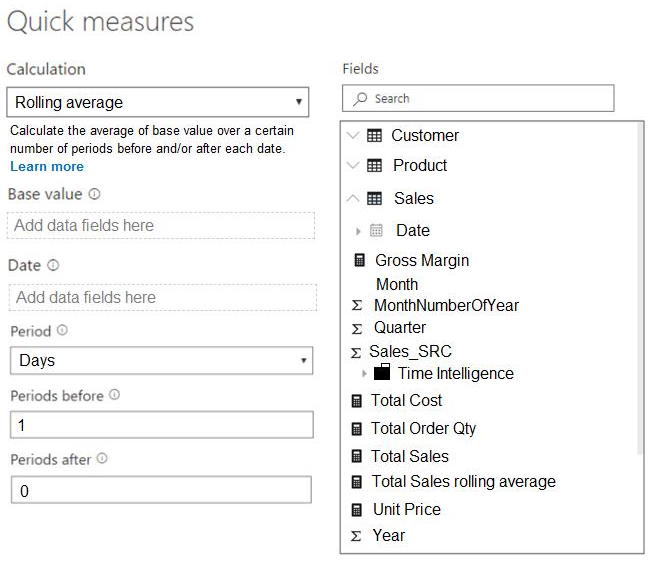 Quick measures
Calculation
Rolling average
Calculate the average of base value over a certain
number of periods before and/or after each date.
Learn more
Base value
Add data fields here
Date
Add data fields here
Period
Days
Periods before
1
Periods after
0
Fields
Search
Customer
Product
Sales
Date
Gross Margin
Month
Σ MonthNumberOfYear
Σ Quarter
Σ Sales_SRC
Time Intelligence
Total Cost
Total Order Qty
Total Sales
Total Sales rolling average
Unit Price
Σ Year